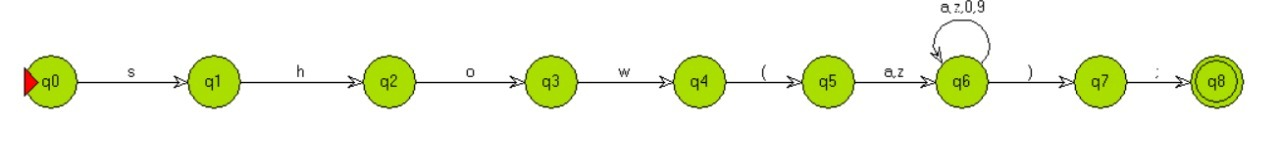 a,z,0,9
s h o w ( a,z ) ;
q0 q1 q2 q3 q4 q5 q6 q7 q8